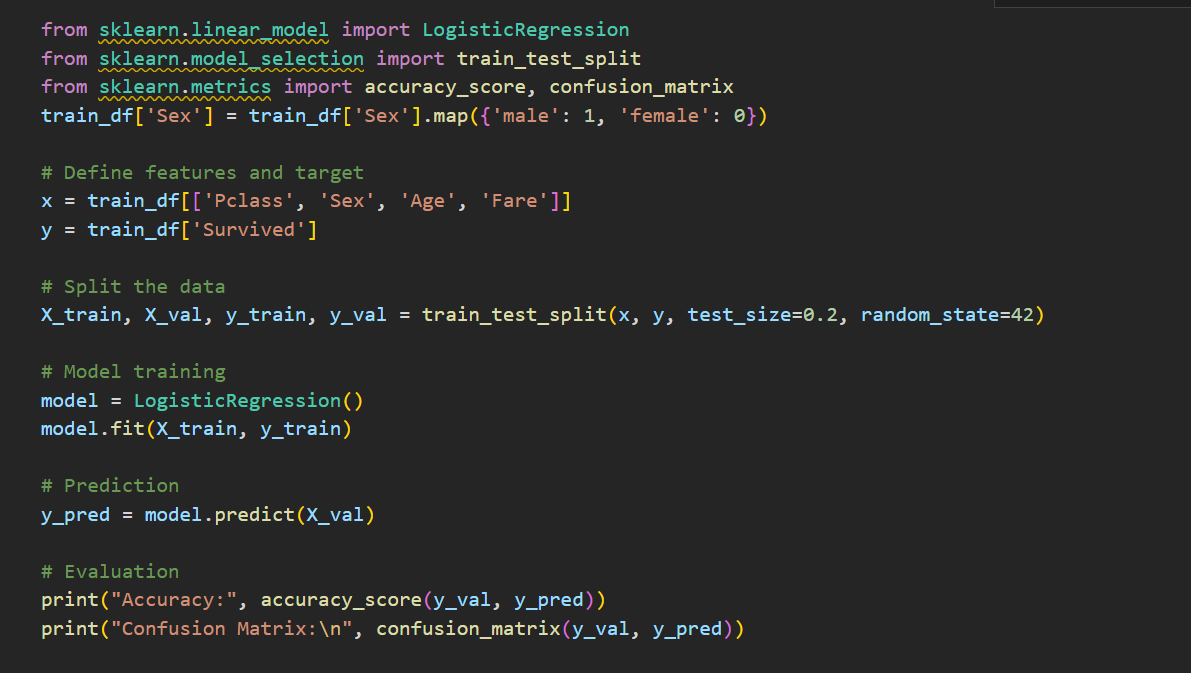 from sklearn.linear_model import LogisticRegression
from sklearn.model_selection import train_test_split
from sklearn.metrics import accuracy_score, confusion_matrix
train_df['Sex'] = train_df['Sex'].map({'male': 1, 'female': 0})
# Define features and target
x = train_df[['Pclass', 'Sex', 'Age', 'Fare']]
y = train_df['Survived']
# Split the data
X_train, X_val, y_train, y_val = train_test_split(x, y, test_size=0.2, random_state=42)
# Model training
model = LogisticRegression()
model.fit(X_train, y_train)
# Prediction
y_pred = model.predict(X_val)
# Evaluation
print("Accuracy:", accuracy_score(y_val, y_pred))
print("Confusion Matrix:\n", confusion_matrix(y_val, y_pred))